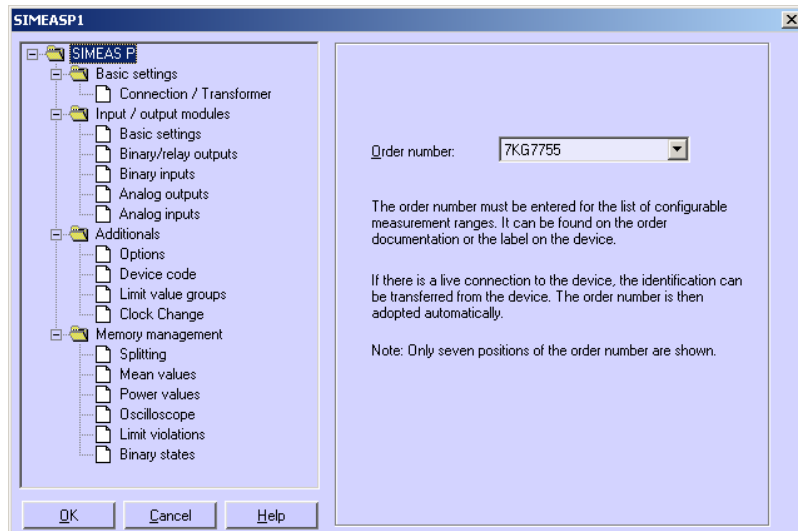 SIMEASP1
SIMEAS P
Basic settings
Connection / Transformer
Input / output modules
Basic settings
Binary/relay outputs
Binary inputs
Analog outputs
Analog inputs
Additionals
Options
Device code
Limit value groups
Clock Change
Memory management
Splitting
Mean values
Power values
Oscilloscope
Limit violations
Binary states
OK
Cancel
Help
Order number:
7KG7755
The order number must be entered for the list of configurable
measurement ranges. It can be found on the order
documentation or the label on the device.
If there is a live connection to the device, the identification can
be transferred from the device. The order number is then
adopted automatically.
Note: Only seven positions of the order number are shown.